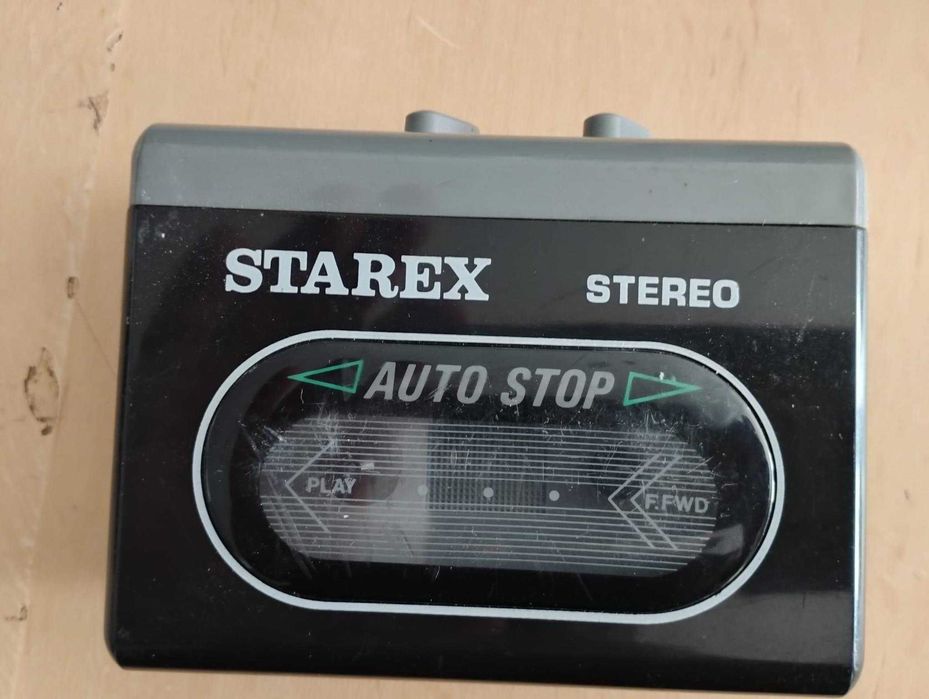 STAREX STEREO
AUTO STOP
PLAY F.FWD